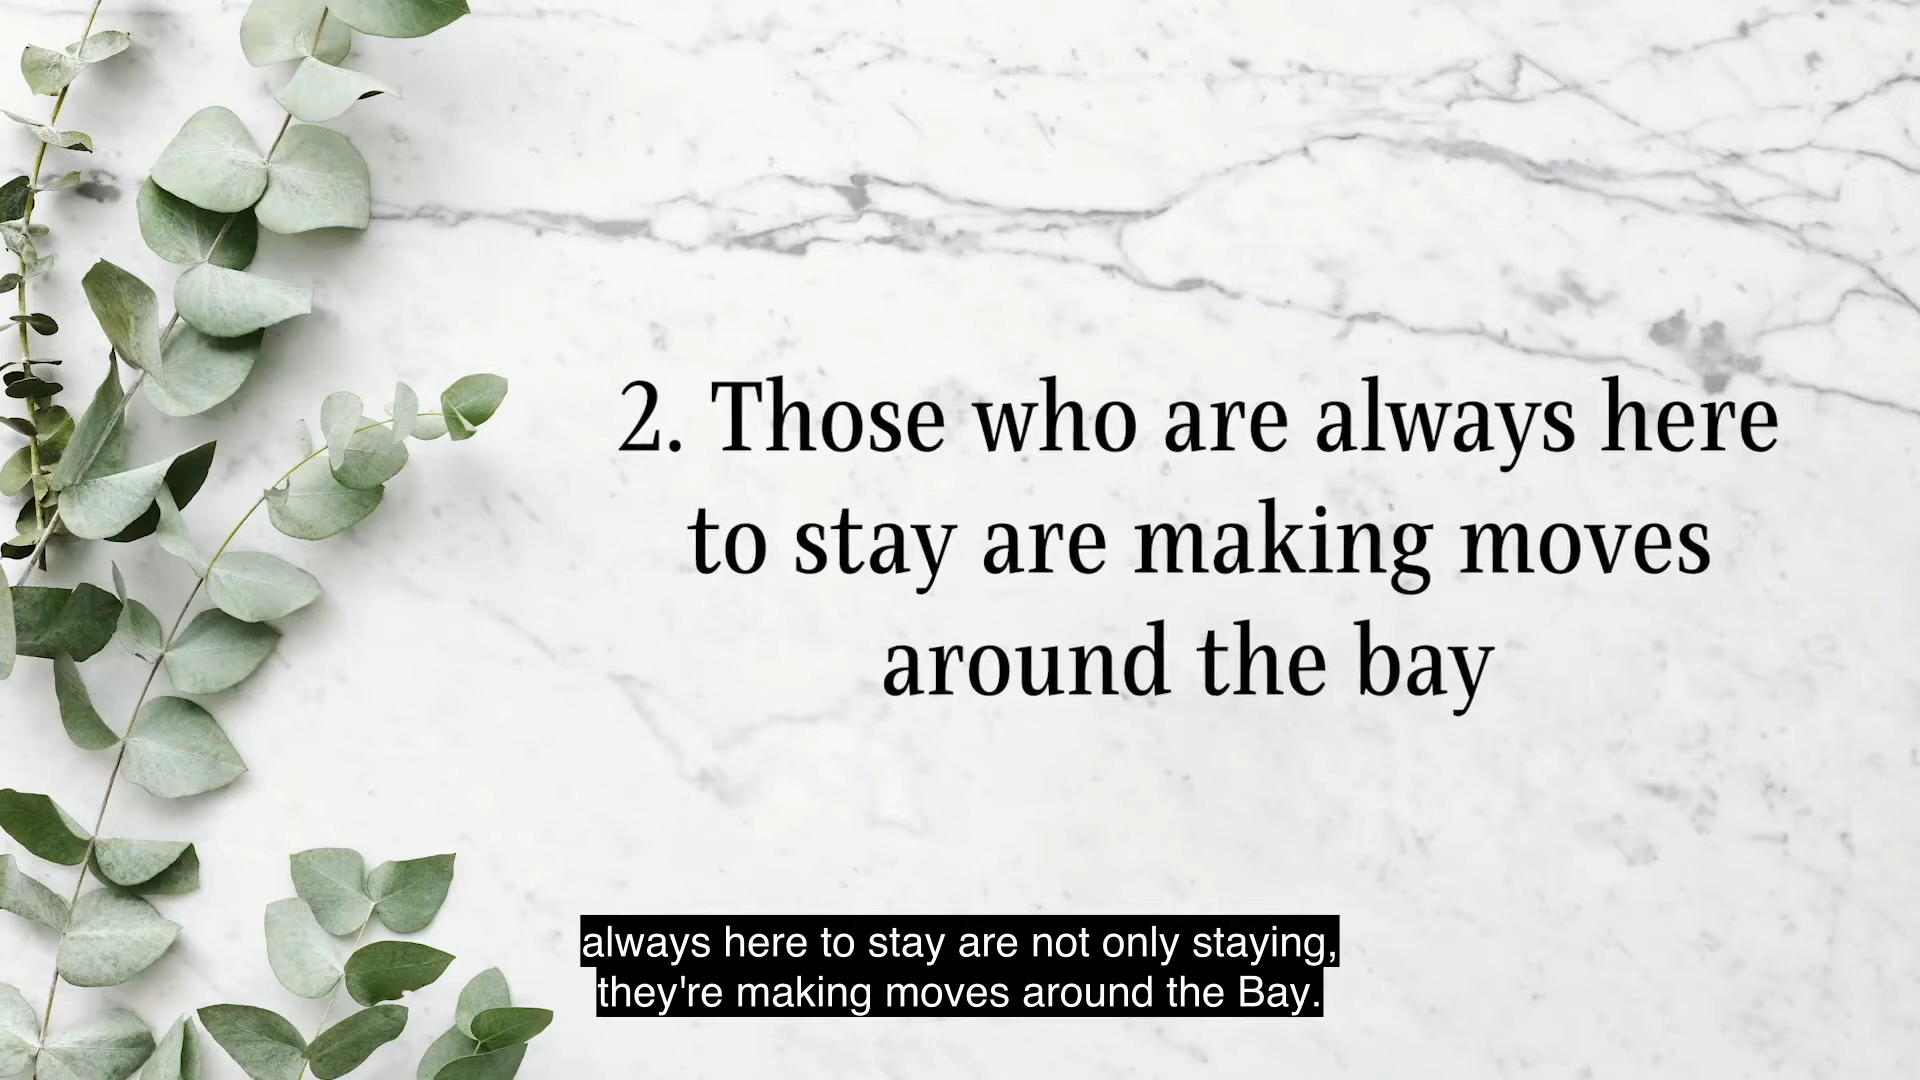 2. Those who are always here
to stay are making moves
around the bay
always here to stay are not only staying,
they're making moves around the Bay.